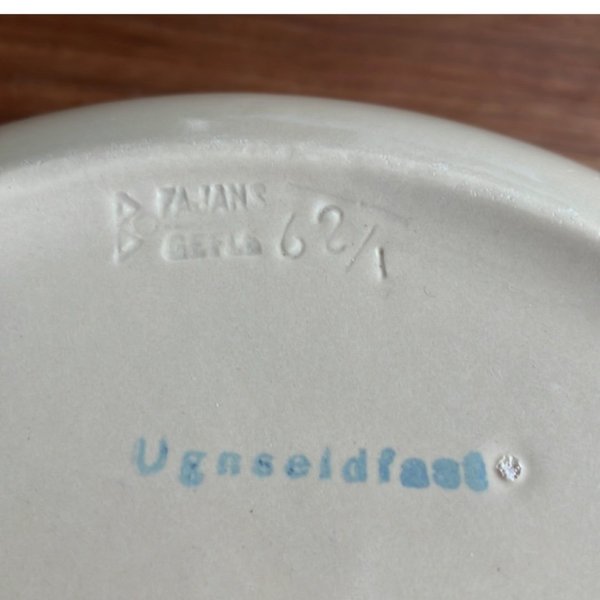 B FAJANS
GEFLE 62/1
Ugnseldfast